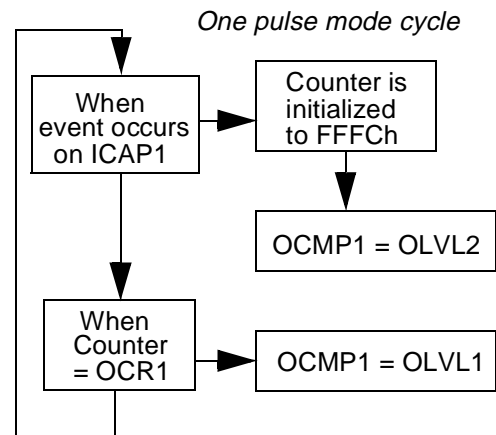 One pulse mode cycle
When
event occurs
on ICAP1
Counter is
initialized
to FFFCh
OCMP1 = OLVL2
When
Counter
= OCR1
OCMP1 = OLVL1